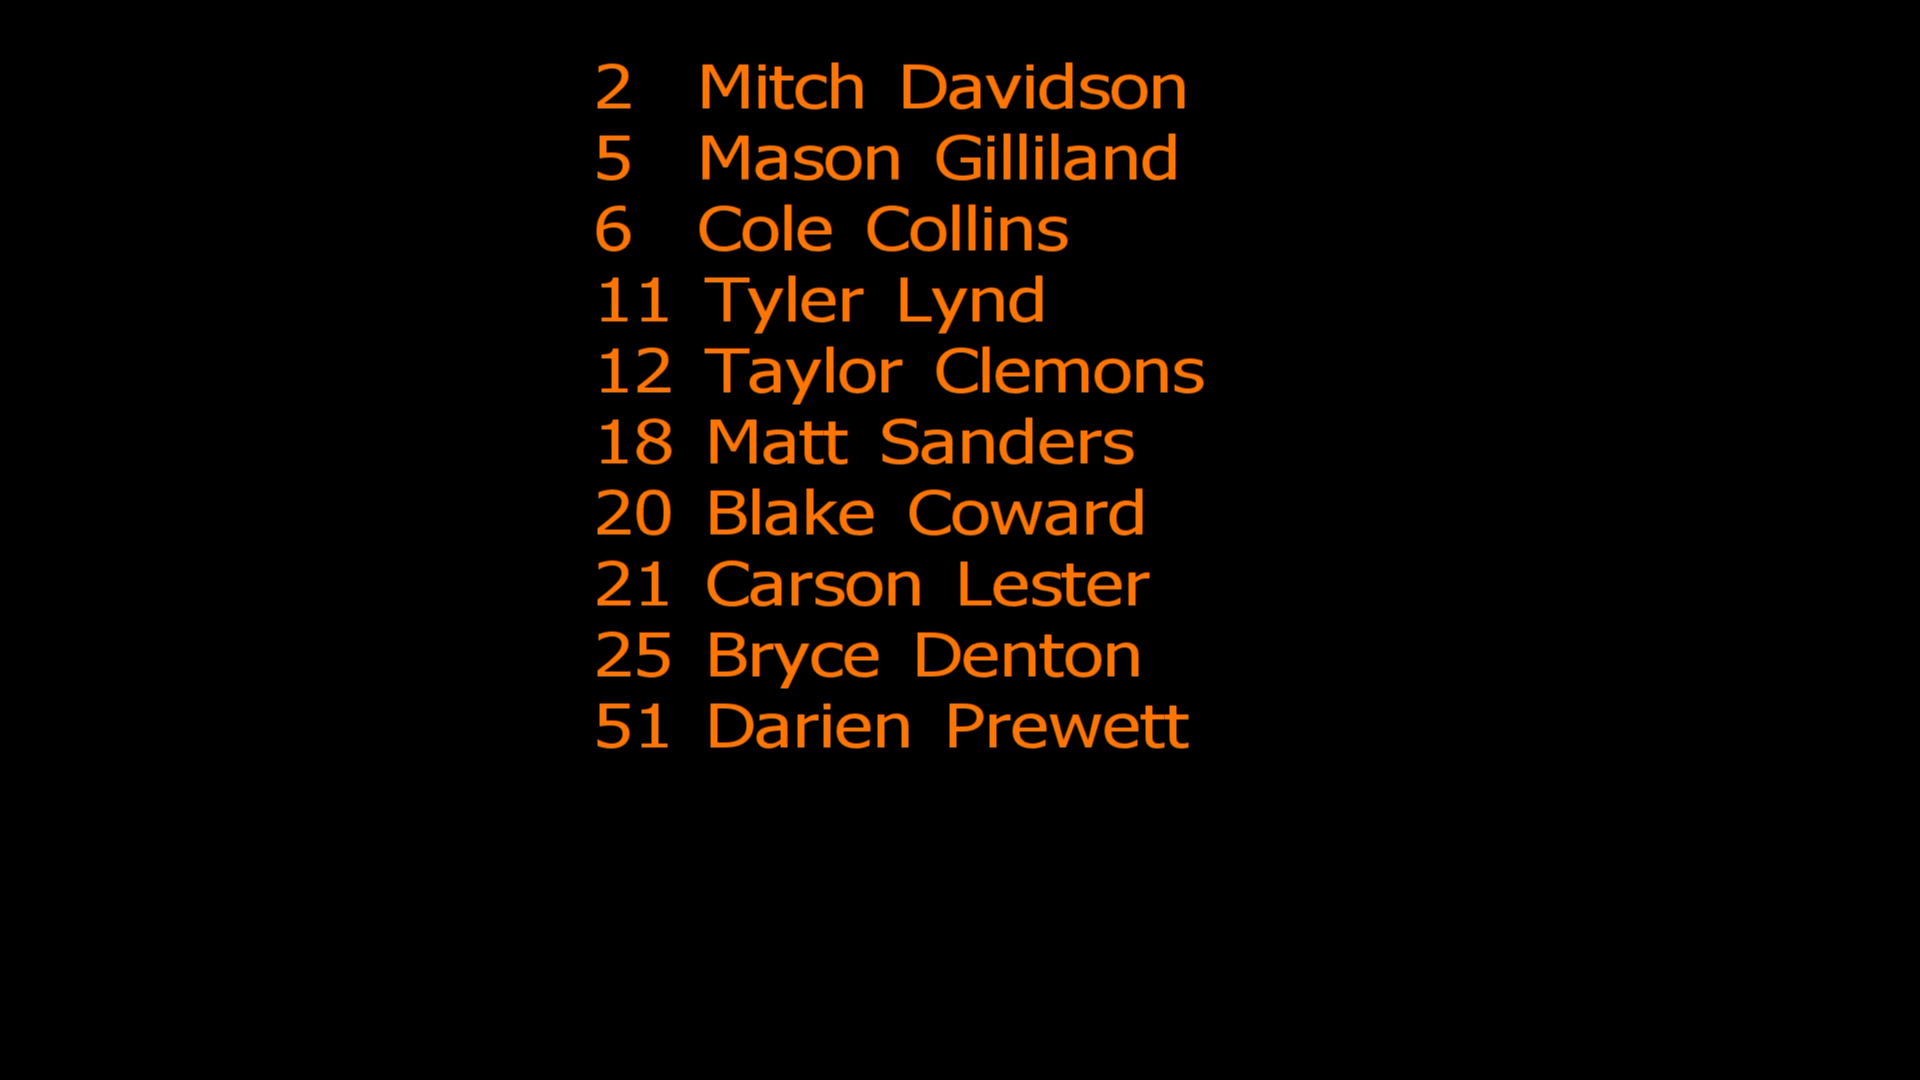 2 Mitch Davidson
5 Mason Gilliland
6 Cole Collins
11 Tyler Lynd
12 Taylor Clemons
18 Matt Sanders
20 Blake Coward
21 Carson Lester
25 Bryce Denton
51 Darien Prewett